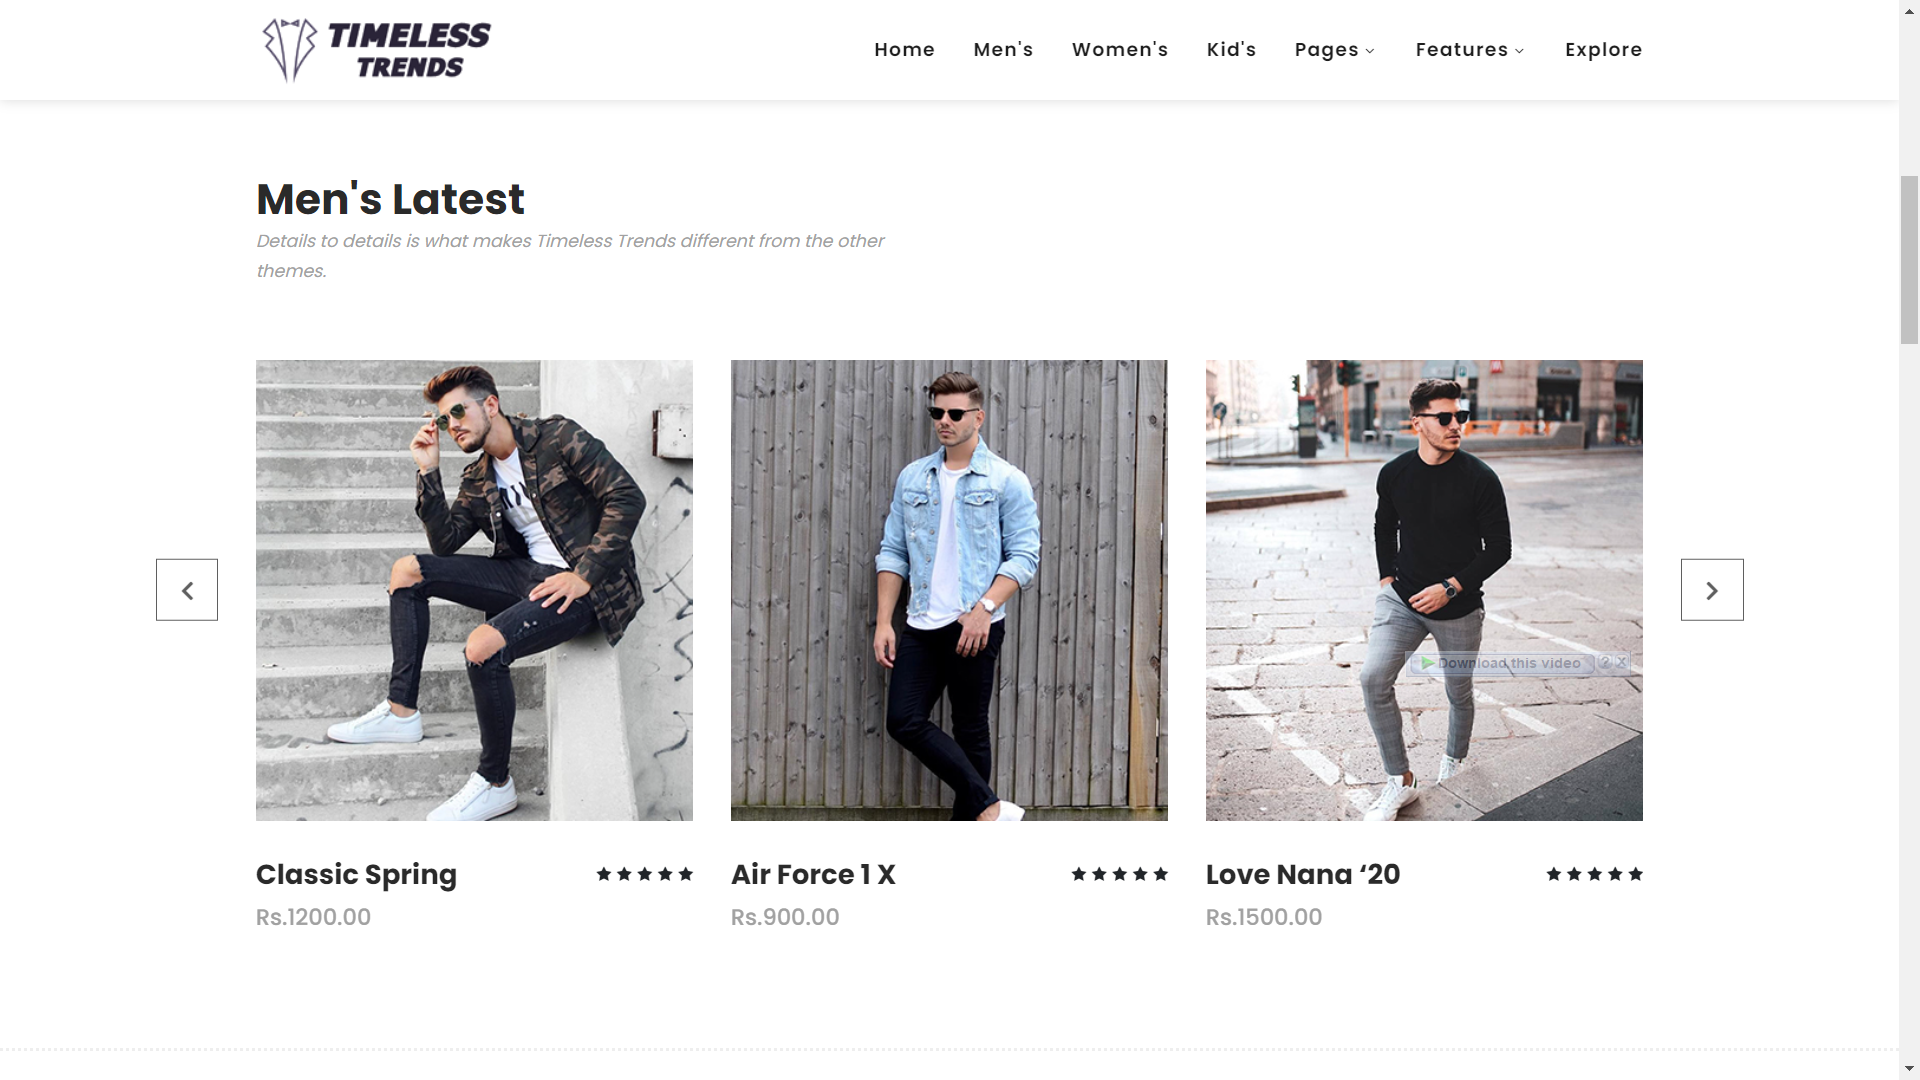 TIMELESS
TRENDS
Home Men's Women's Kid's Pages Features Explore
Men's Latest
Details to details is what makes Timeless Trends different from the other
themes.
Download this video ? X
Classic Spring ★★★★★
Air Force 1 X ★★★★★
Love Nana ‘20 ★★★★★
Rs.1200.00
Rs.900.00
Rs.1500.00